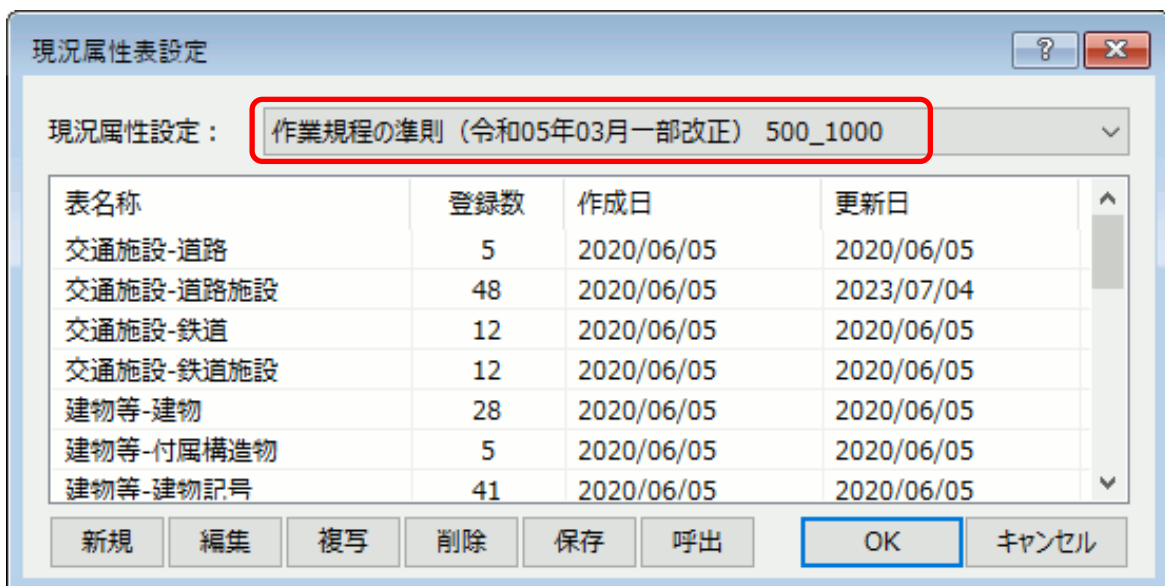 現況属性表設定
現況属性設定： 作業規程の準則（令和05年03月一部改正） 500_1000
表名称 登録数 作成日 更新日
交通施設-道路 5 2020/06/05 2020/06/05
交通施設-道路施設 48 2020/06/05 2023/07/04
交通施設-鉄道 12 2020/06/05 2020/06/05
交通施設-鉄道施設 12 2020/06/05 2020/06/05
建物等-建物 28 2020/06/05 2020/06/05
建物等-付属構造物 5 2020/06/05 2020/06/05
建物等-建物記号 41 2020/06/05 2020/06/05
新規 編集 複写 削除 保存 呼出 OK キャンセル